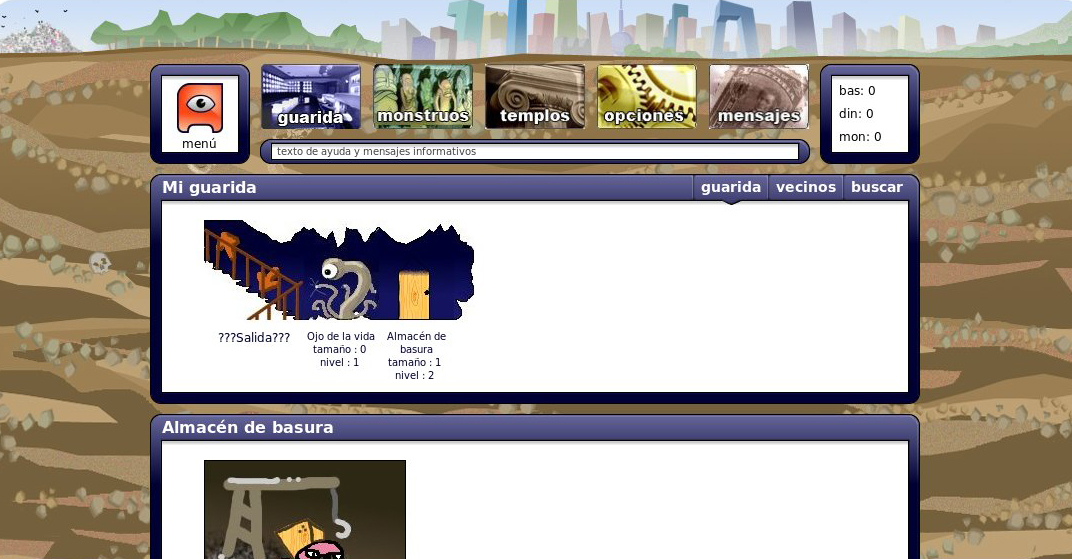 guarida
monstruos
templos
opciones
mensajes
menú
texto de ayuda y mensajes informativos
bas: 0
din: 0
mon: 0
Mi guarida
guarida
vecinos
buscar
???Salida???
Ojo de la vida
tamaño : 0
nivel : 1
Almacén de
basura
tamaño : 1
nivel : 2
Almacén de basura